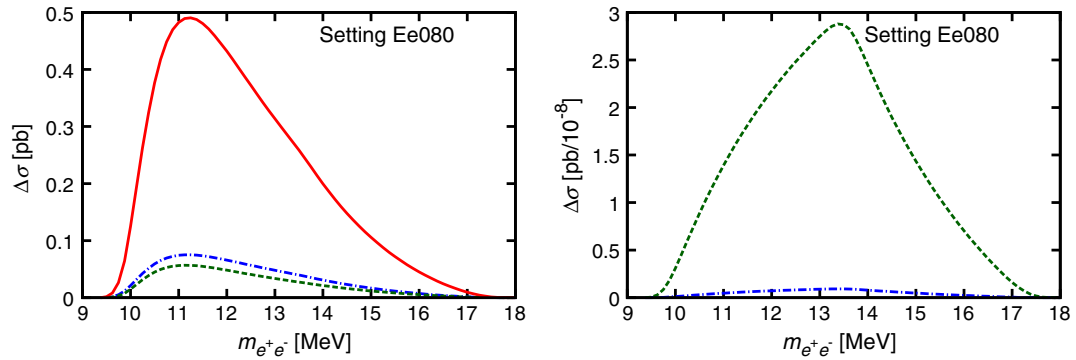 Setting Ee080
Δσ [pb]
0.5
0.4
0.3
0.2
0.1
0
9 10 11 12 13 14 15 16 17 18
m_{e⁺e⁻} [MeV]
Setting Ee080
Δσ [pb/10⁻⁸]
3
2.5
2
1.5
1
0.5
0
9 10 11 12 13 14 15 16 17 18
m_{e⁺e⁻} [MeV]